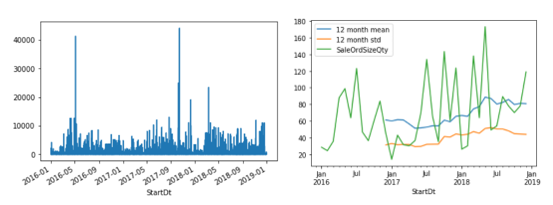 40000
30000
20000
10000
0
2016-01
2016-05
2016-09
2017-01
2017-05
2017-09
2018-01
2018-05
2018-09
2019-01
StartDt
180
160
140
120
100
80
60
40
20
12 month mean
12 month std
SaleOrdSizeQty
Jan
2016
Jul
Jan
2017
Jul
Jan
2018
Jul
Jan
2019
StartDt